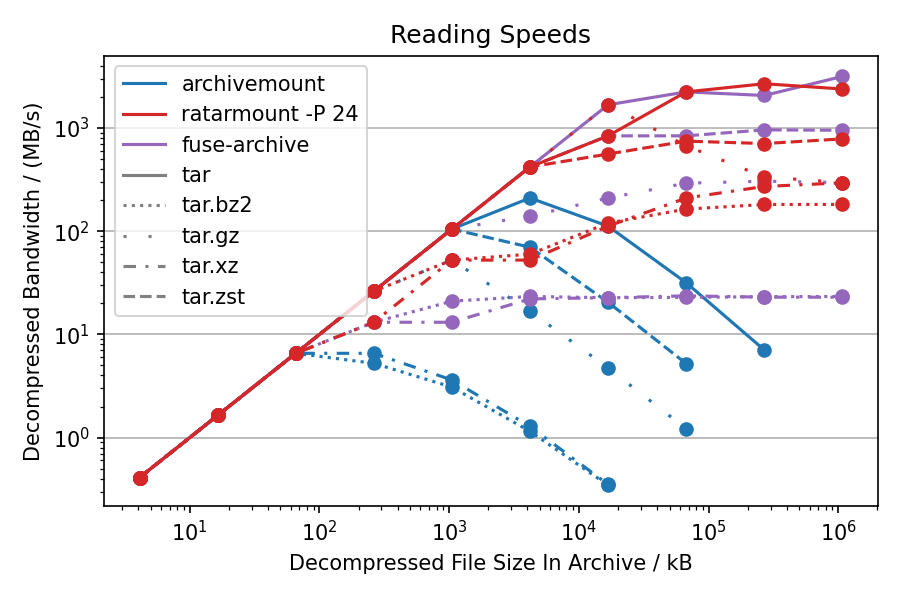 Reading Speeds
Decompressed Bandwidth / (MB/s)
10³
10²
10¹
10⁰
archivemount
ratarmount -P 24
fuse-archive
tar
tar.bz2
tar.gz
tar.xz
tar.zst
10¹ 10² 10³ 10⁴ 10⁵ 10⁶
Decompressed File Size In Archive / kB